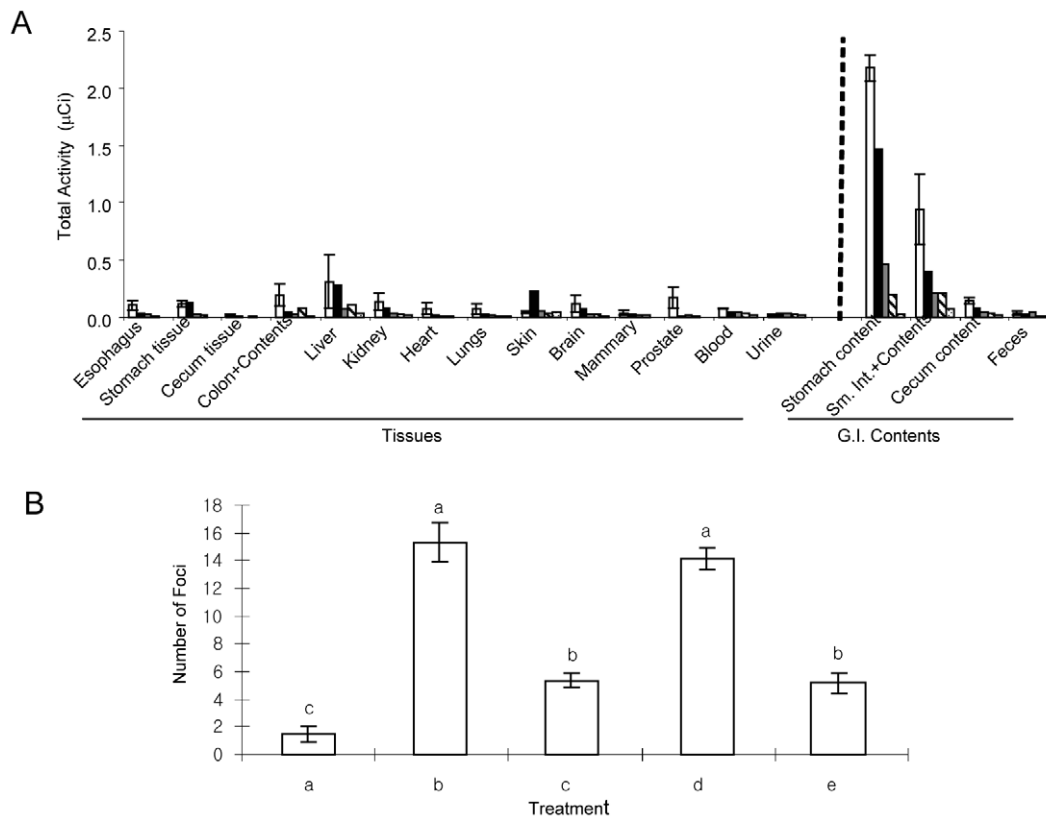 A
2.5
2.0
1.5
1.0
0.5
0.0
Total Activity (μCi)
Esophagus
Stomach tissue
Cecum tissue
Colon+Contents
Liver
Kidney
Heart
Lungs
Skin
Brain
Mammary
Prostate
Blood
Urine
Stomach content
Sm. Int.+Contents
Cecum content
Feces
Tissues
G.I. Contents
B
18
16
14
12
10
8
6
4
2
0
Number of Foci
c
a
b
a
b
a b c d e
Treatment